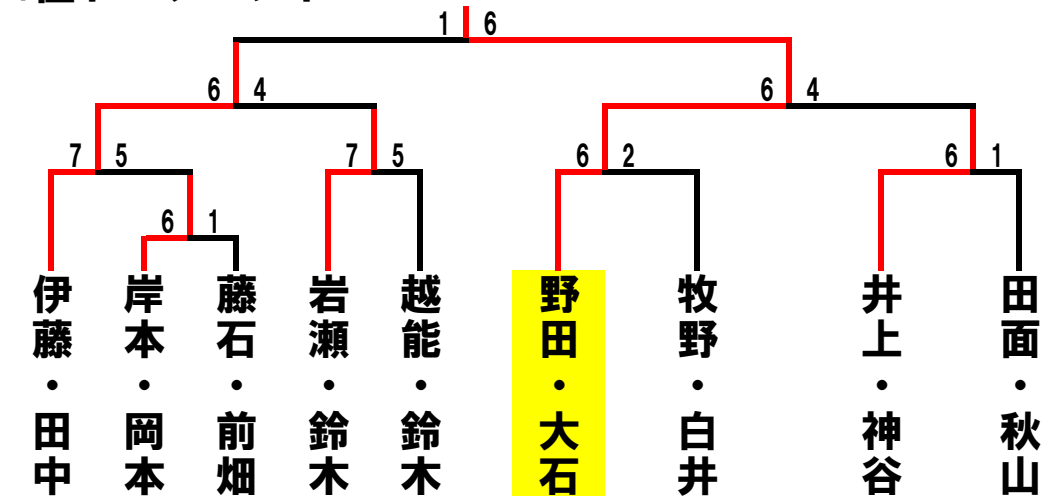 1 6
6 4
6 4
7 5
7 5
6 2
6 1
6 1
伊藤・田中
岸本・岡本
藤石・前畑
岩瀬・鈴木
越能・鈴木
野田・大石
牧野・白井
井上・神谷
田面・秋山